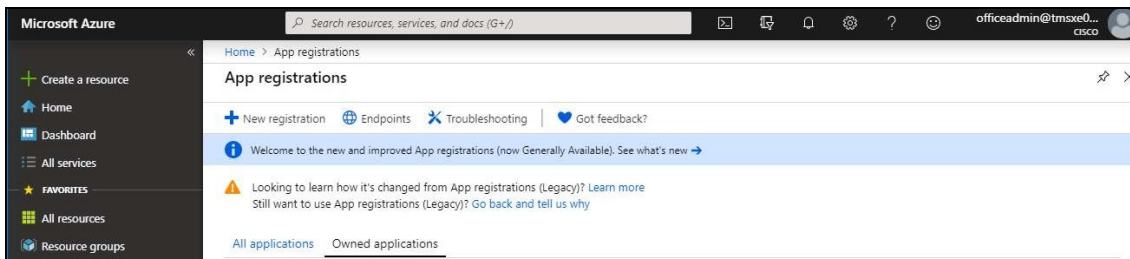 Microsoft Azure
Search resources, services, and docs (G+/)
officeadmin@tmsxe0...
CISCO
Home > App registrations
Create a resource
App registrations
Home
New registration Endpoints Troubleshooting Got feedback?
Dashboard
Welcome to the new and improved App registrations (now Generally Available). See what's new →
All services
FAVORITES
Looking to learn how it's changed from App registrations (Legacy)? Learn more
Still want to use App registrations (Legacy)? Go back and tell us why
All resources
Resource groups
All applications Owned applications